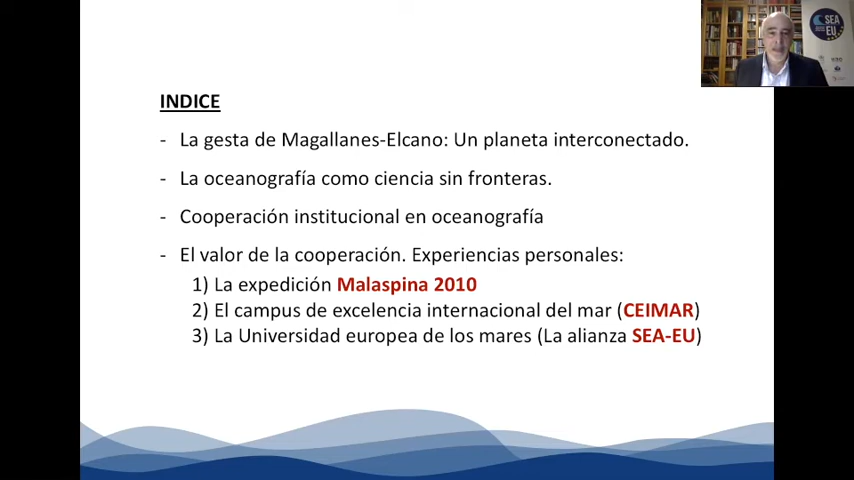 SEA
EU
INDICE
- La gesta de Magallanes-Elcano: Un planeta interconectado.
- La oceanografía como ciencia sin fronteras.
- Cooperación institucional en oceanografía
- El valor de la cooperación. Experiencias personales:
1) La expedición Malaspina 2010
2) El campus de excelencia internacional del mar (CEIMAR)
3) La Universidad europea de los mares (La alianza SEA-EU)